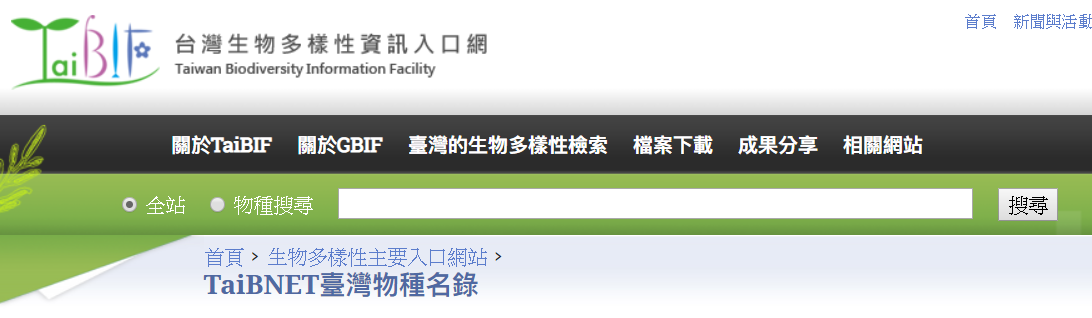 TaiBIF
台灣生物多樣性資訊入口網
Taiwan Biodiversity Information Facility
首頁 新聞與活動
關於TaiBIF 關於GBIF 臺灣的生物多樣性檢索 檔案下載 成果分享 相關網站
全站 物種搜尋 搜尋
首頁 › 生物多樣性主要入口網站 ›
TaiBNET臺灣物種名錄